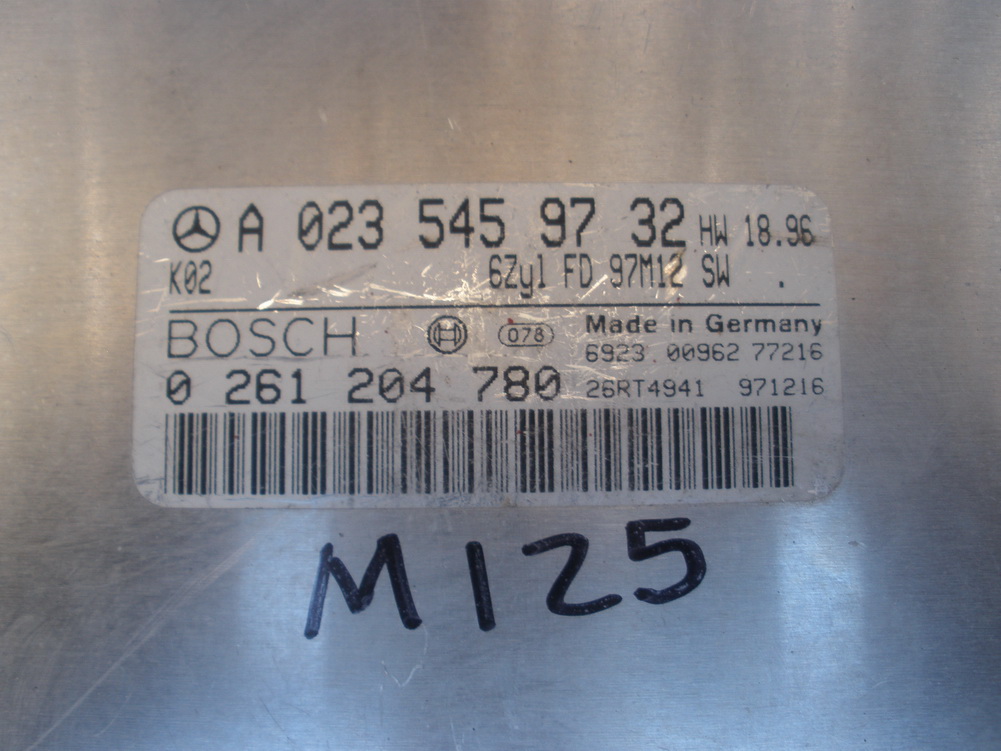 A 023 545 97 32 HW 18.96
K02 6Zyl FD 97M12 SW .
BOSCH 078 Made in Germany
6923.00962 77216
0 261 204 780 26RT4941 971216
M125